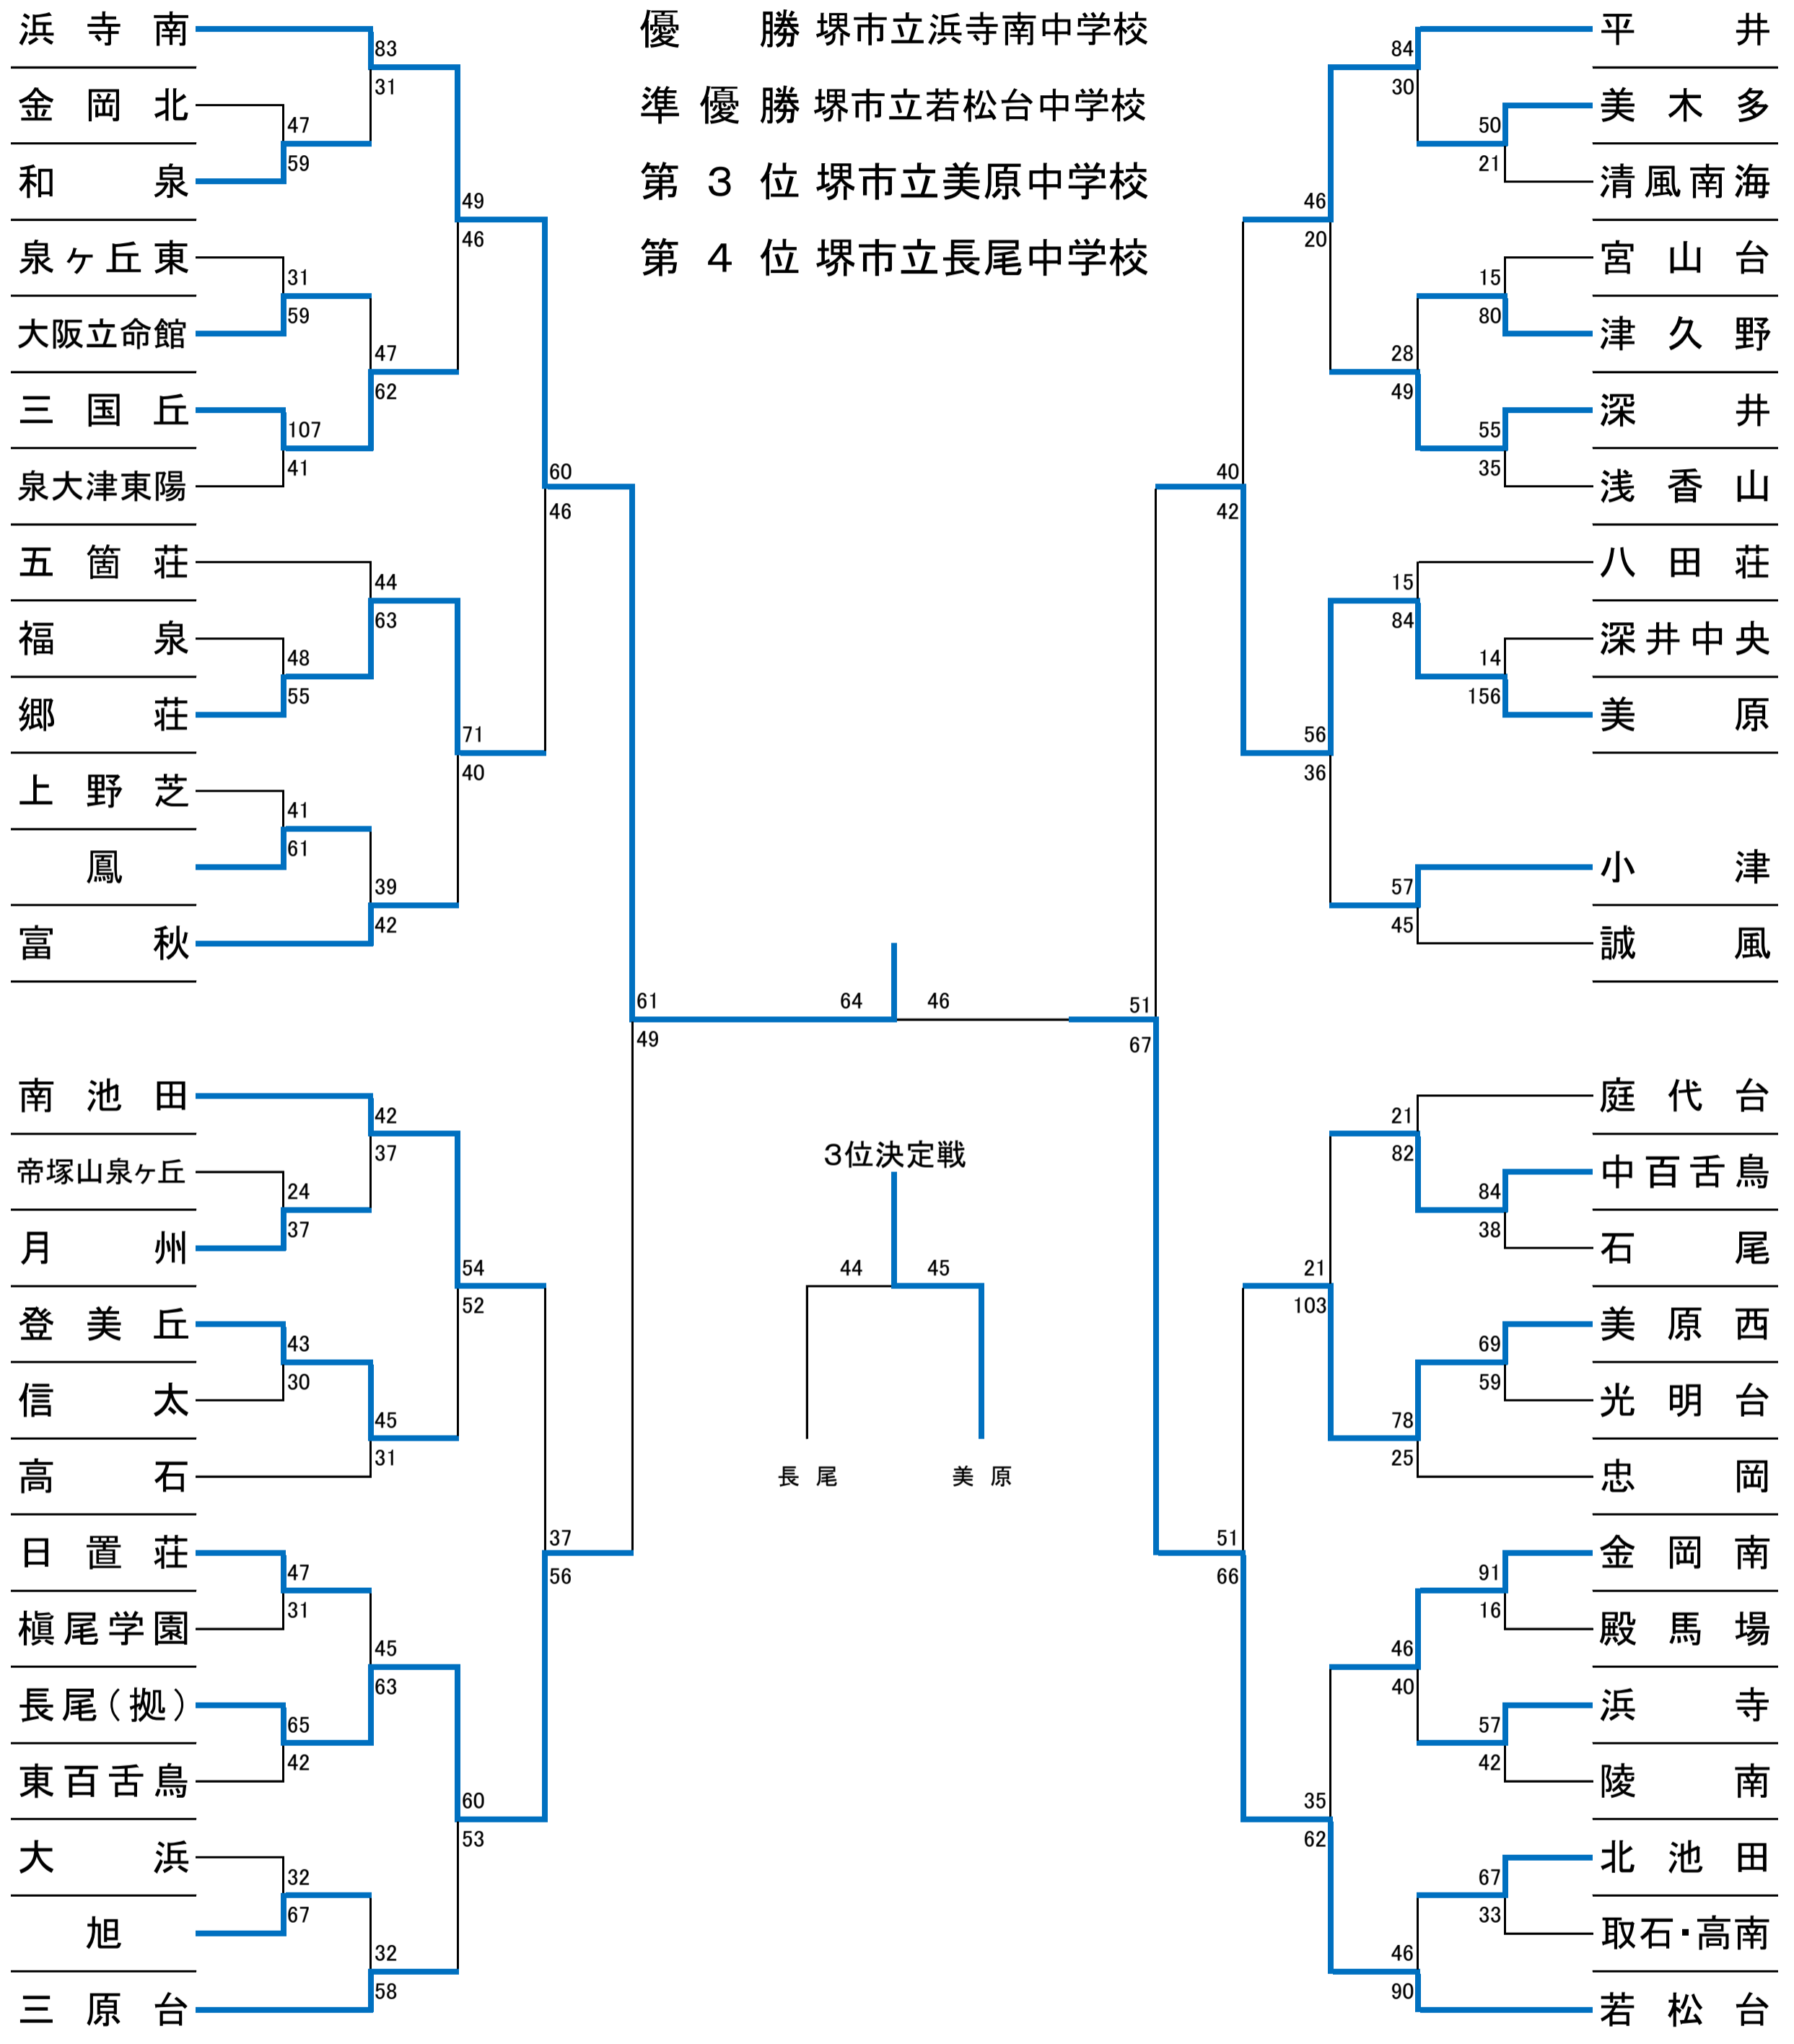 優勝 堺市立浜寺南中学校
準優勝 堺市立若松台中学校
第3位 堺市立美原中学校
第4位 堺市立長尾中学校
浜寺南
83
31
金岡北
47
59
和泉
49
46
泉ヶ丘東
31
59
大阪立命館
47
62
三国丘
107
41
泉大津東陽
60
46
五箇荘
44
63
福泉
48
55
郷荘
71
40
上野芝
41
61
鳳
39
42
富秋
61
49
南池田
42
37
帝塚山泉ヶ丘
24
37
月州
54
52
登美丘
43
30
信太
45
31
高石
37
56
日置荘
47
31
槇尾学園
45
63
長尾(拠)
65
42
東百舌鳥
60
53
大浜
32
67
旭
32
58
三原台
64 46
3位決定戦
44 45
長尾 美原
平井
84
30
美木多
50
21
清風南海
46
20
宮山台
15
80
津久野
28
49
深井
55
35
浅香山
40
42
八田荘
15
84
深井中央
14
156
美原
56
36
小津
57
45
誠風
51
67
庭代台
21
82
中百舌鳥
84
38
石尾
21
103
美原西
69
59
光明台
78
25
忠岡
51
66
金岡南
91
16
殿馬場
46
40
浜寺
57
42
陵南
35
62
北池田
67
33
取石・高南
46
90
若松台